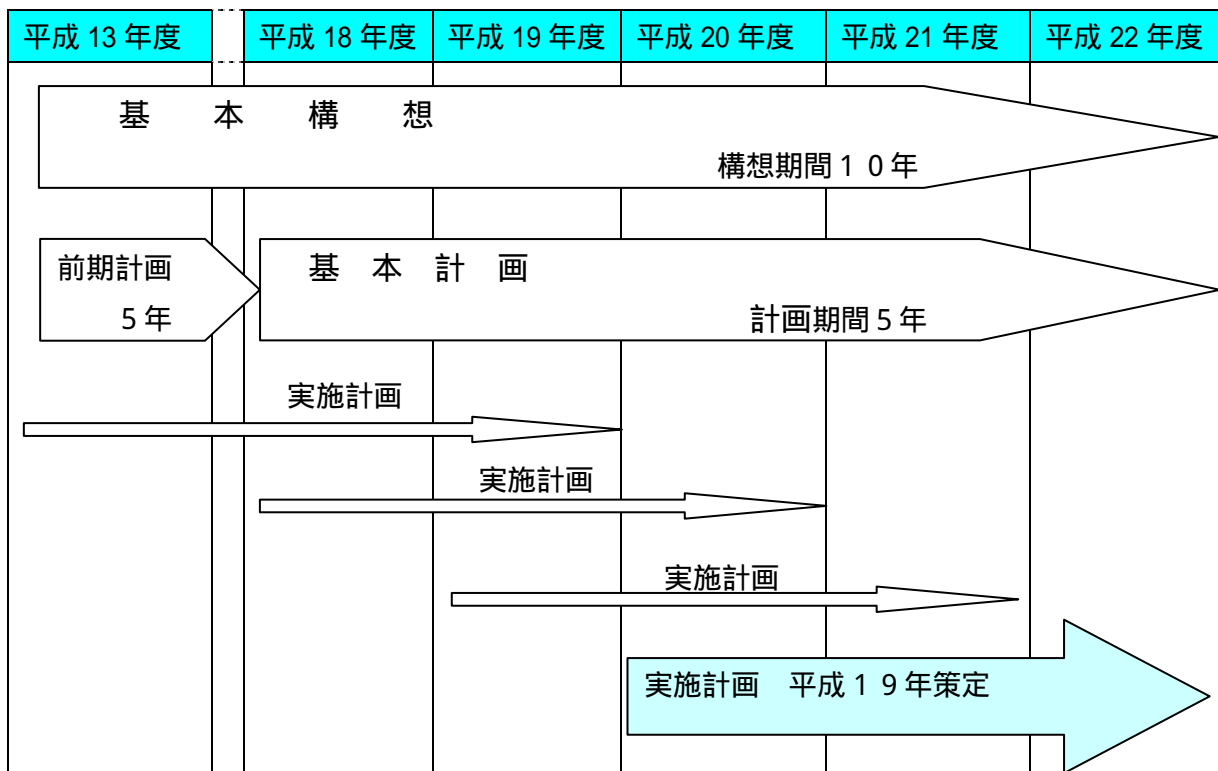 平成 13 年度 平成 18 年度 平成 19 年度 平成 20 年度 平成 21 年度 平成 22 年度
基 本 構 想
構想期間１０年
前期計画
５年
基 本 計 画
計画期間５年
実施計画
実施計画
実施計画
実施計画 平成１９年策定